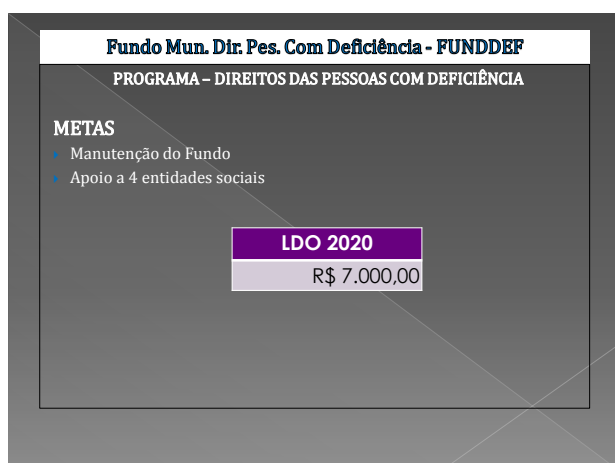 Fundo Mun. Dir. Pes. Com Deficiência - FUNDDEF
PROGRAMA – DIREITOS DAS PESSOAS COM DEFICIÊNCIA
METAS
Manutenção do Fundo
Apoio a 4 entidades sociais
LDO 2020
R$ 7.000,00